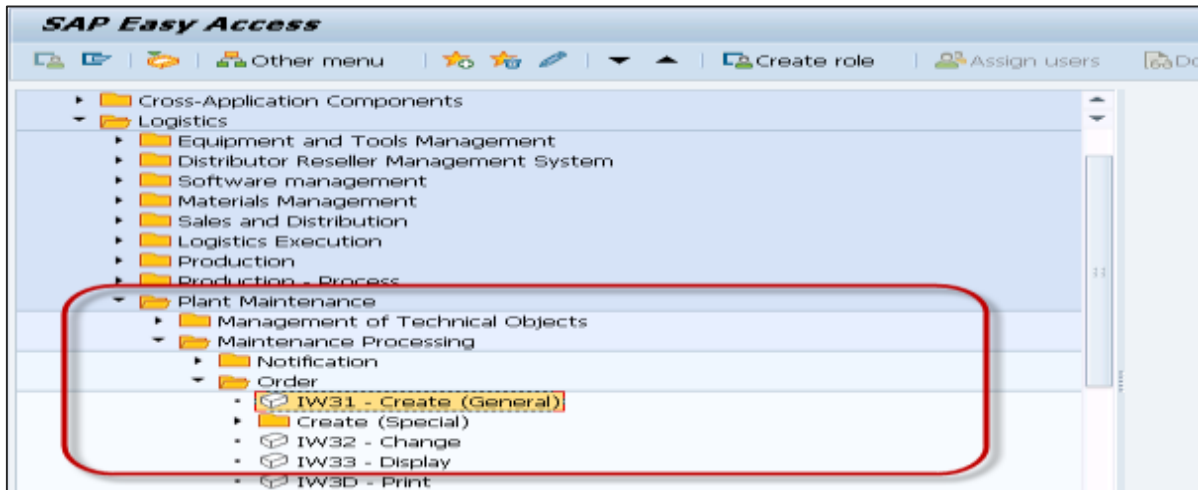 SAP Easy Access
Other menu Create role Assign users Do
Cross-Application Components
Logistics
Equipment and Tools Management
Distributor Reseller Management System
Software management
Materials Management
Sales and Distribution
Logistics Execution
Production
Production - Process
Plant Maintenance
Management of Technical Objects
Maintenance Processing
Notification
Order
IW31 - Create (General)
Create (Special)
IW32 - Change
IW33 - Display
IW3D - Print